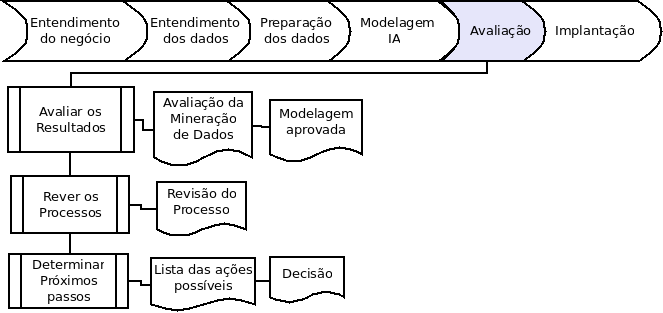 Entendimento
do negócio
Entendimento
dos dados
Preparação
dos dados
Modelagem
IA
Avaliação
Implantação
Avaliar os
Resultados
Avaliação da
Mineração
de Dados
Modelagem
aprovada
Rever os
Processos
Revisão do
Processo
Determinar
Próximos
passos
Lista das ações
possíveis
Decisão